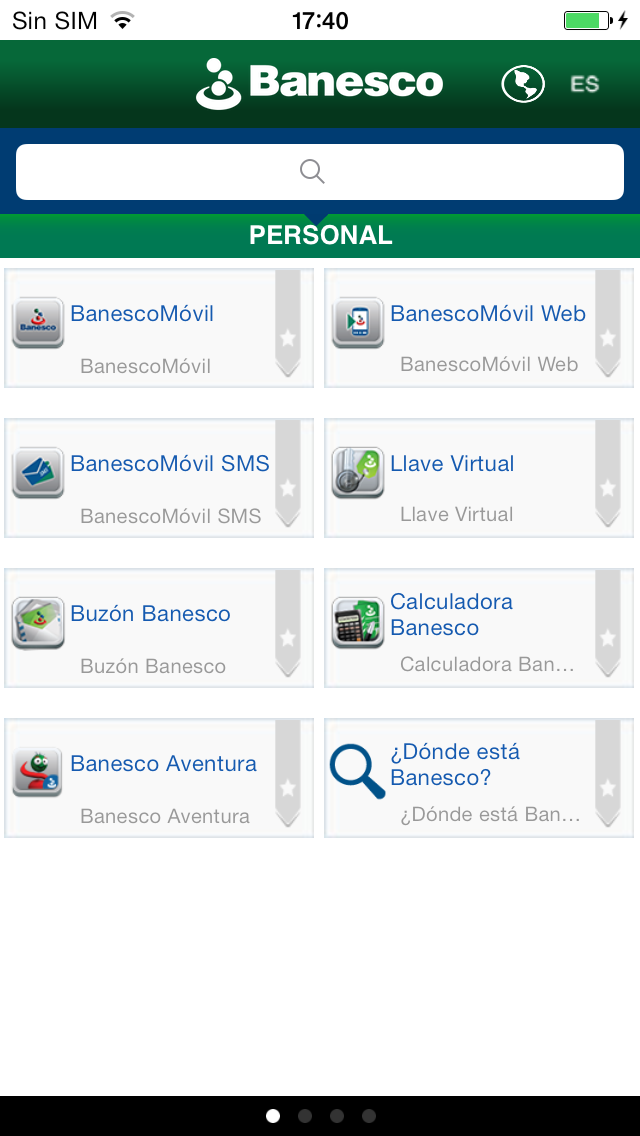 Sin SIM 17:40
Banesco ES
PERSONAL
BanescoMóvil
BanescoMóvil
BanescoMóvil Web
BanescoMóvil Web
BanescoMóvil SMS
BanescoMóvil SMS
Llave Virtual
Llave Virtual
Buzón Banesco
Buzón Banesco
Calculadora
Banesco
Calculadora Ban...
Banesco Aventura
Banesco Aventura
¿Dónde está
Banesco?
¿Dónde está Ban...